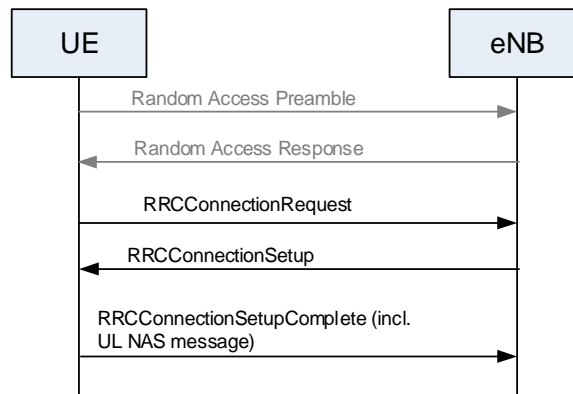 UE
eNB
Random Access Preamble
Random Access Response
RRCConnectionRequest
RRCConnectionSetup
RRCConnectionSetupComplete (incl.
UL NAS message)